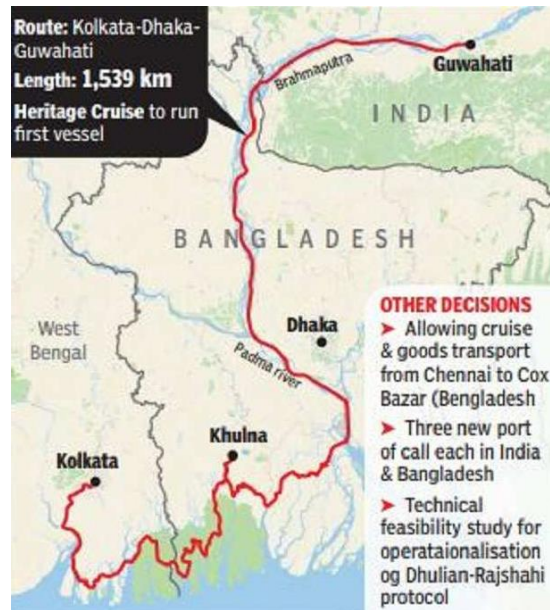 Route: Kolkata-Dhaka-
Guwahati
Length: 1,539 km
Heritage Cruise to run
first vessel
Brahmaputra
Guwahati
INDIA
BANGLADESH
West
Bengal
Dhaka
Padma river
Khulna
Kolkata
OTHER DECISIONS
➤ Allowing cruise
& goods transport
from Chennai to Cox
Bazar (Bengladesh
➤ Three new port
of call each in India
& Bangladesh
➤ Technical
feasibility study for
operataionalisation
og Dhulian-Rajshahi
protocol